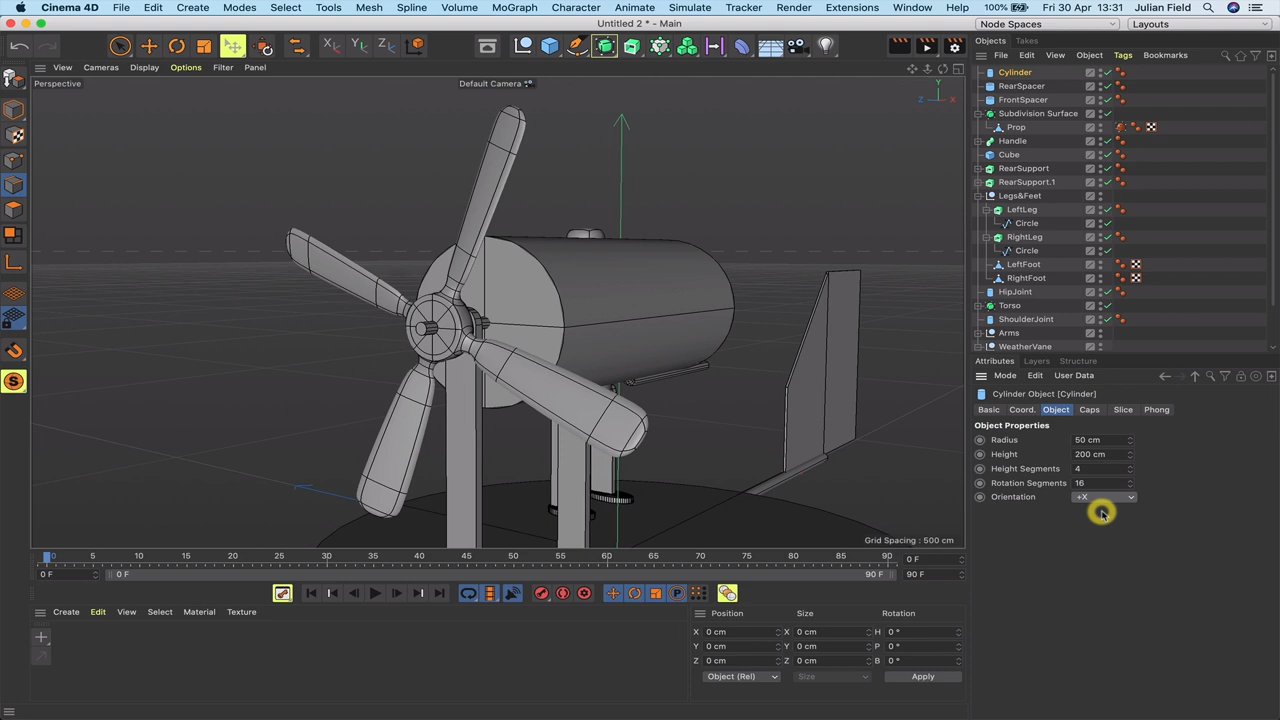 Cinema 4D File Edit Create Modes Select Tools Mesh Spline Volume MoGraph Character Animate Simulate Tracker Render Extensions Window Help 100% Fri 30 Apr 13:31 Julian Field
Untitled 2 * - Main
Node Spaces Layouts
X Y Z
Objects Takes
File Edit View Object Tags Bookmarks
View Cameras Display Options Filter Panel
Perspective
Default Camera
Y
Z X
Cylinder
RearSpacer
FrontSpacer
Subdivision Surface
Prop
Handle
Cube
RearSupport
RearSupport.1
Legs&Feet
LeftLeg
Circle
RightLeg
Circle
LeftFoot
RightFoot
HipJoint
Torso
ShoulderJoint
Arms
WeatherVane
Attributes Layers Structure
Mode Edit User Data
Cylinder Object [Cylinder]
Basic Coord. Object Caps Slice Phong
Object Properties
Radius 50 cm
Height 200 cm
Height Segments 4
Rotation Segments 16
Orientation +X
S
Grid Spacing : 500 cm
0 5 10 15 20 25 30 35 40 45 50 55 60 65 70 75 80 85 90 0 F
0 F 0 F 90 F 90 F
P
Create Edit View Select Material Texture
Position Size Rotation
X 0 cm X 0 cm H 0 °
Y 0 cm Y 0 cm P 0 °
Z 0 cm Z 0 cm B 0 °
Object (Rel) Size Apply